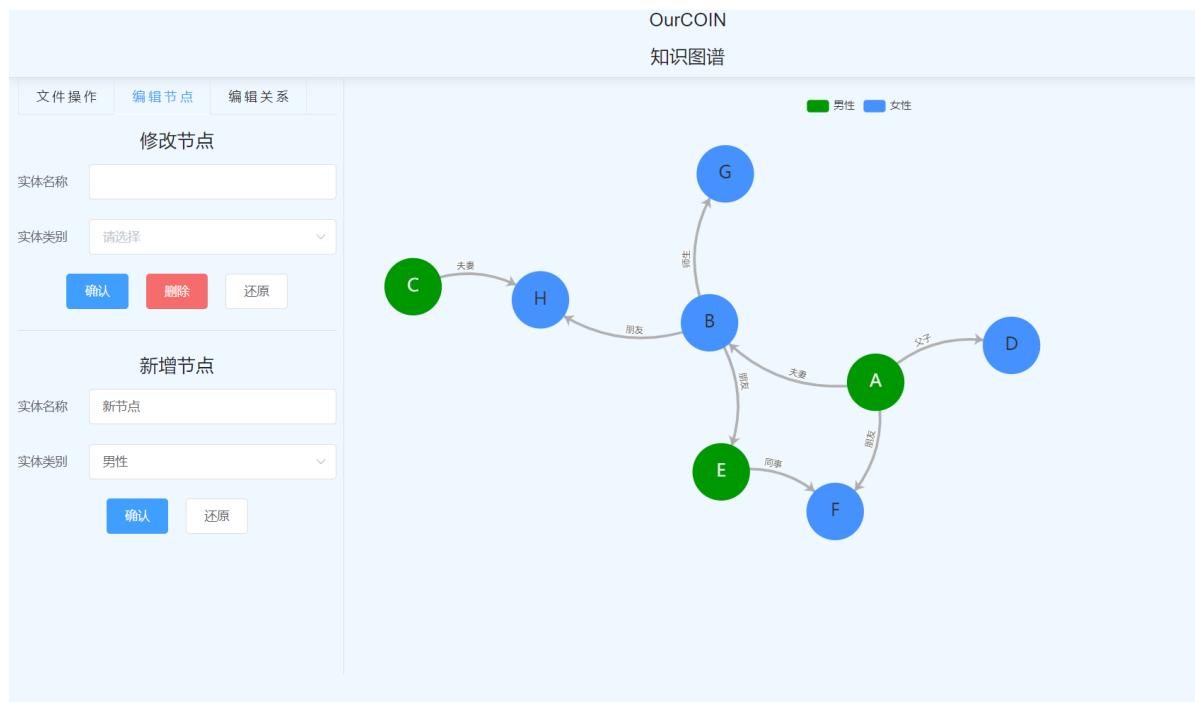 OurCOIN
知识图谱
文件操作 编辑节点 编辑关系
修改节点
实体名称
实体类别 请选择
确认 删除 还原
新增节点
实体名称 新节点
实体类别 男性
确认 还原
男性 女性
G
师生
C
夫妻
H
朋友
B
夫妻
A
父子
D
朋友
朋友
E
同事
F